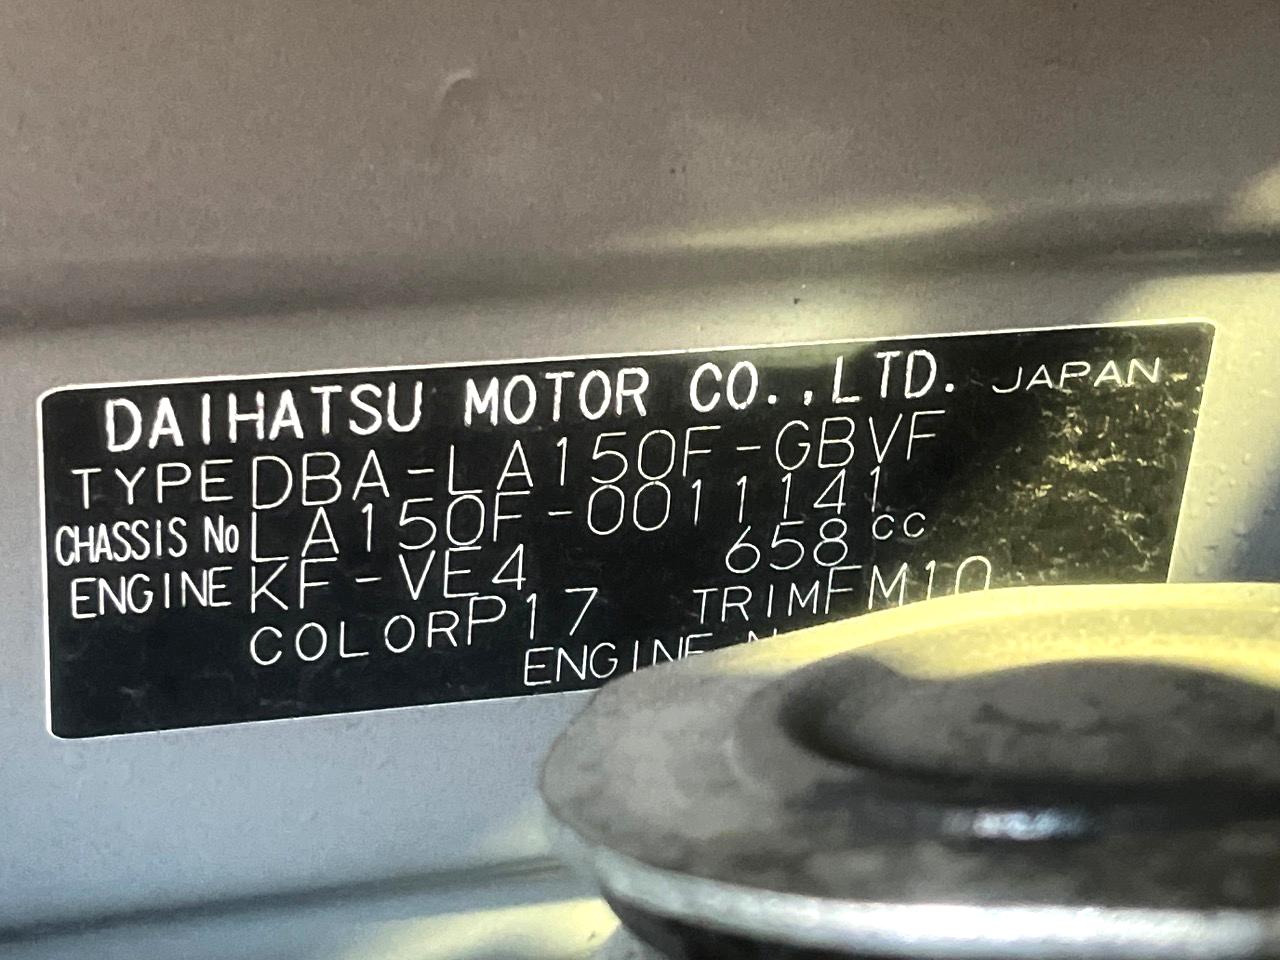 DAIHATSU MOTOR CO.,LTD. JAPAN
TYPE DBA-LA150F-GBVF
CHASSIS No LA150F-0011141
ENGINE KF-VE4 658cc
COLOR P17 TRIM FM10
ENGINE